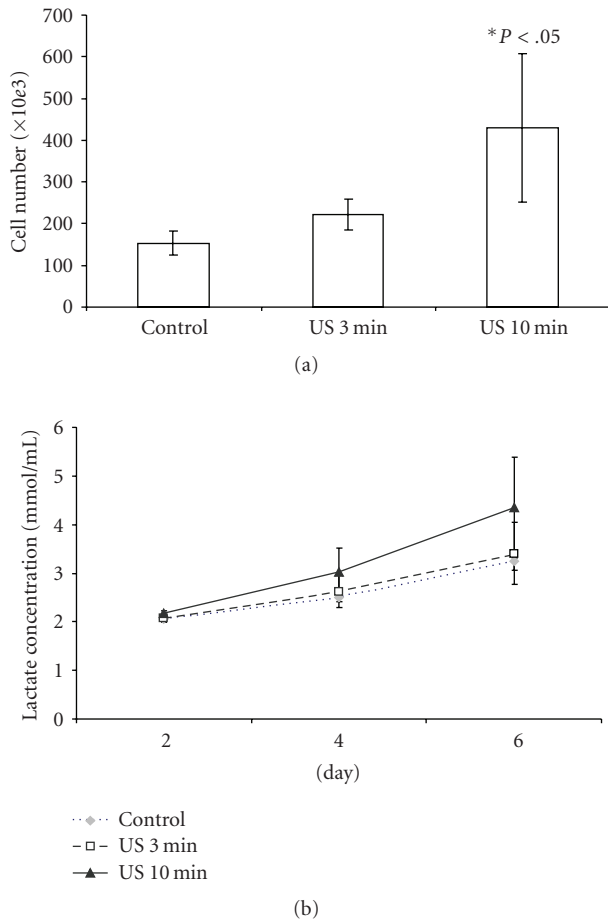 700
600
500
400
300
200
100
0
Cell number (×10e3)
*P < .05
Control
US 3 min
US 10 min
(a)
6
5
4
3
2
1
0
Lactate concentration (mmol/mL)
2
4
6
(day)
Control
US 3 min
US 10 min
(b)